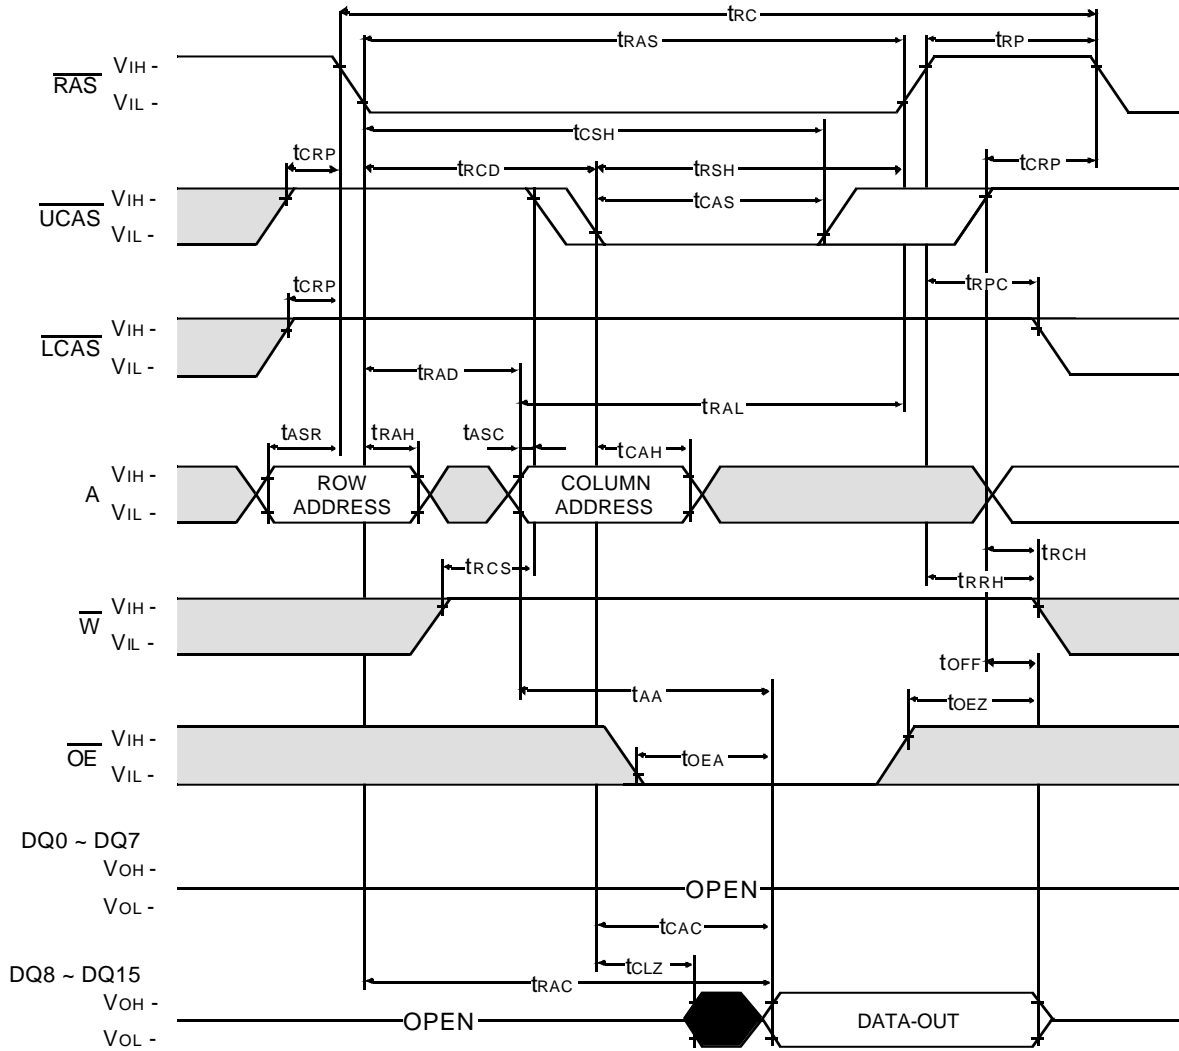 tRC
tRAS
tRP
RAS
VIH -
VIL -
tCSH
tCRP
tRCD
tRSH
tCRP
UCAS
VIH -
VIL -
tCAS
tCRP
tRPC
LCAS
VIH -
VIL -
tRAD
tRAL
tASR
tRAH
tASC
tCAH
A
VIH -
VIL -
ROW
ADDRESS
COLUMN
ADDRESS
tRCS
tRCH
tRRH
W
VIH -
VIL -
tOFF
tAA
tOEZ
OE
VIH -
VIL -
tOEA
DQ0 ~ DQ7
VOH -
VOL -
OPEN
tCAC
tCLZ
tRAC
DQ8 ~ DQ15
VOH -
VOL -
OPEN
DATA-OUT